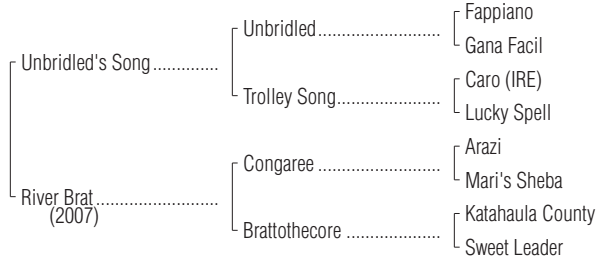 Fappiano
Unbridled..........................
Gana Facil
Unbridled's Song..............
Caro (IRE)
Trolley Song......................
Lucky Spell
Arazi
Congaree ..........................
Mari's Sheba
River Brat..........................
(2007)
Katahaula County
Brattothecore ....................
Sweet Leader